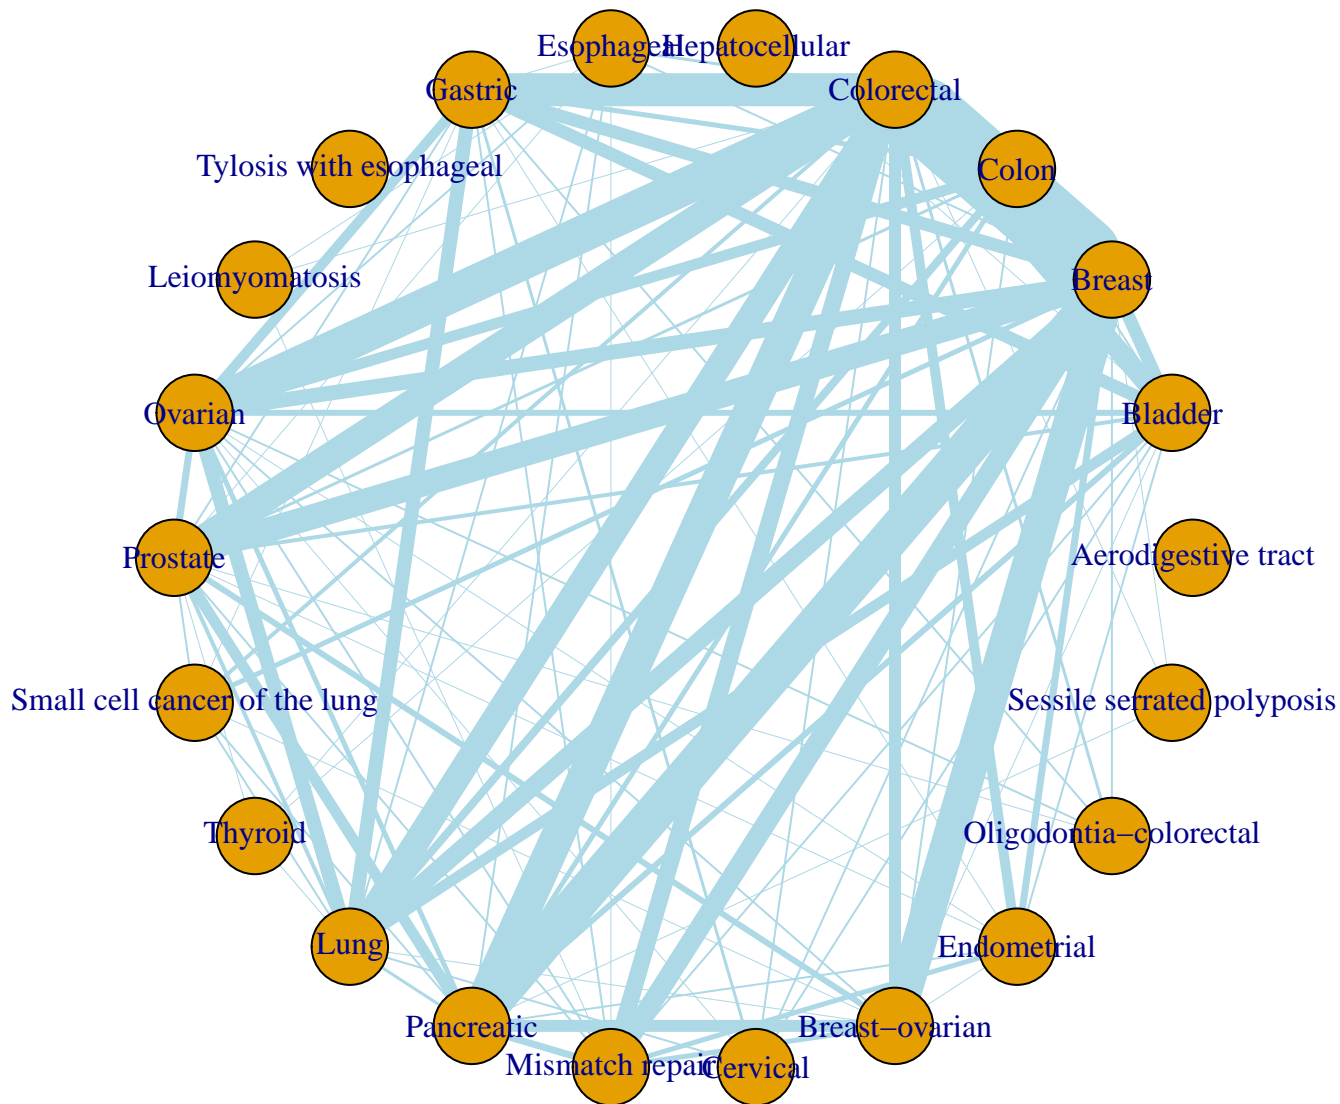 Esophageal
Hepatocellular
Gastric
Colorectal
Tylosis with esophageal
Colon
Leiomyomatosis
Breast
Ovarian
Bladder
Prostate
Aerodigestive tract
Small cell cancer of the lung
Sessile serrated polyposis
Thyroid
Oligodontia−colorectal
Lung
Endometrial
Pancreatic
Breast−ovarian
Mismatch repair
Cervical